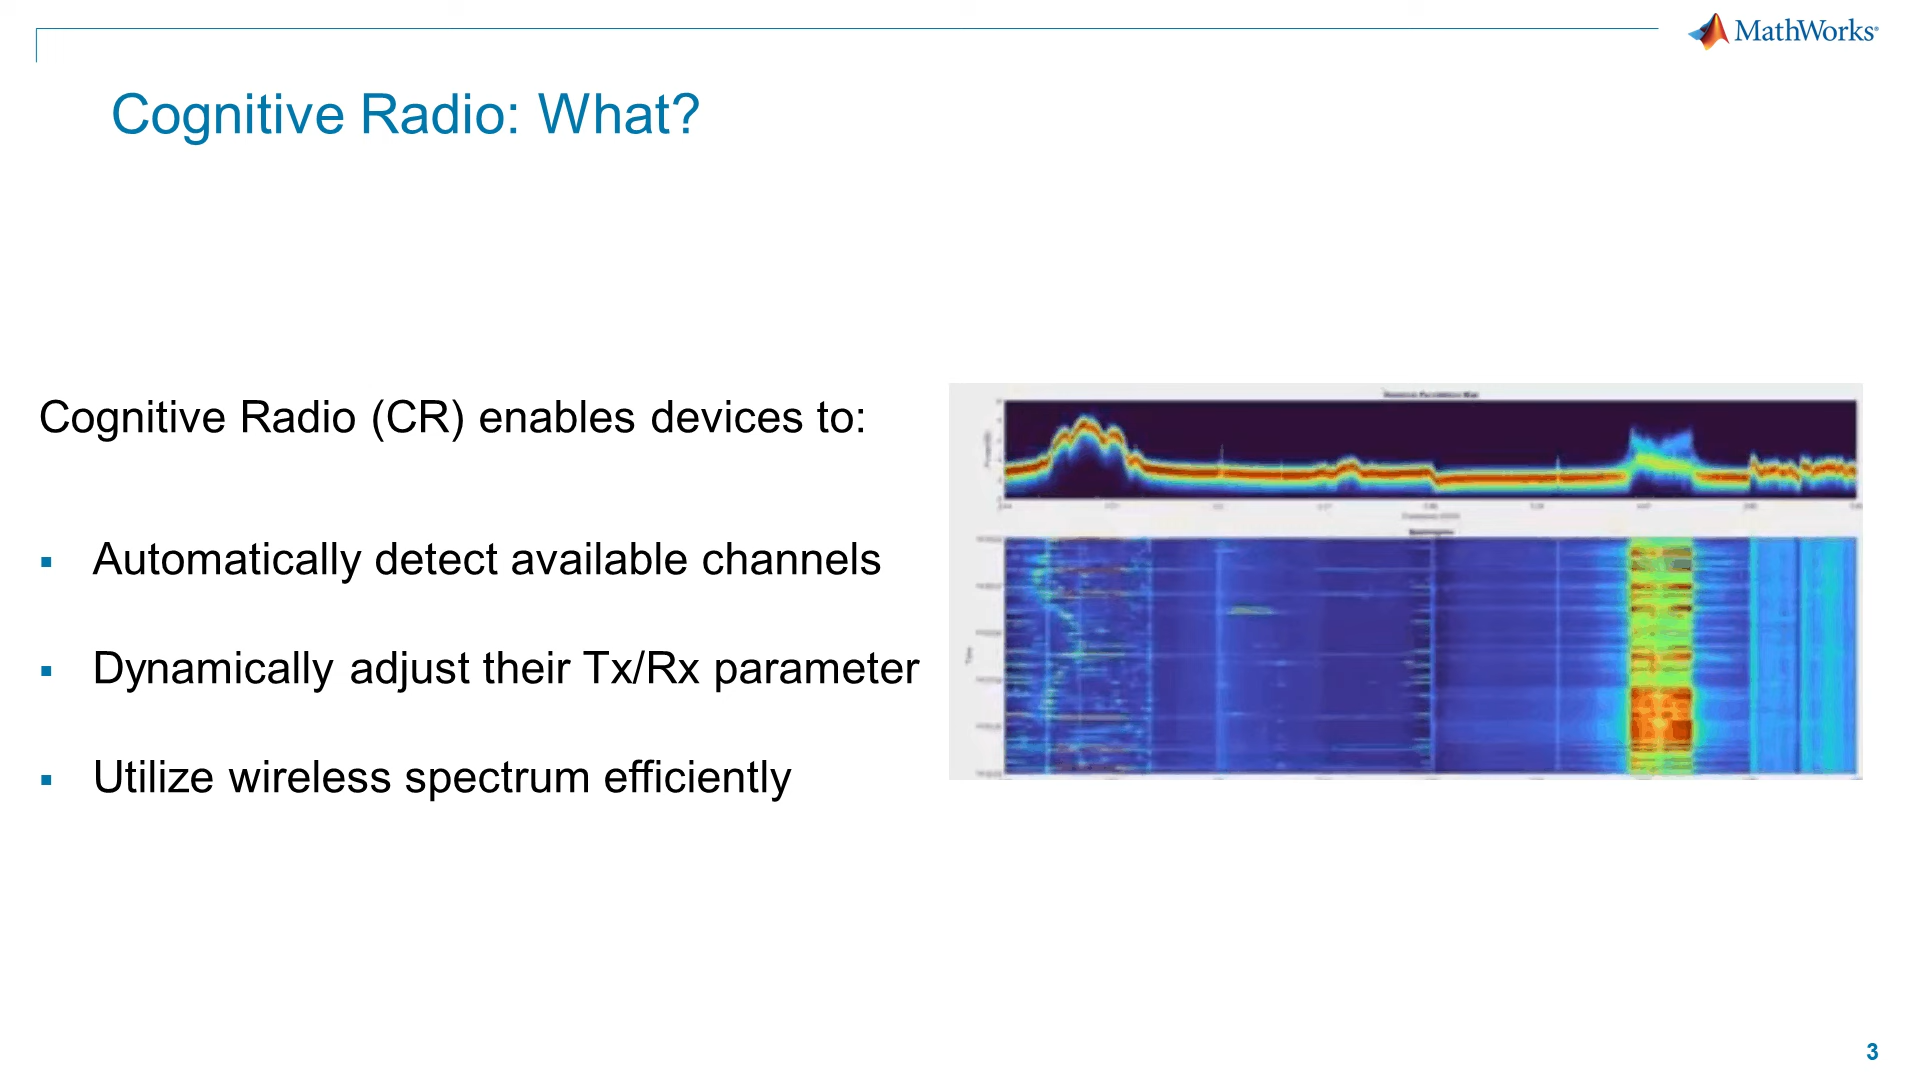 MathWorks®
Cognitive Radio: What?
Cognitive Radio (CR) enables devices to:
▪ Automatically detect available channels
▪ Dynamically adjust their Tx/Rx parameter
▪ Utilize wireless spectrum efficiently
Time
3